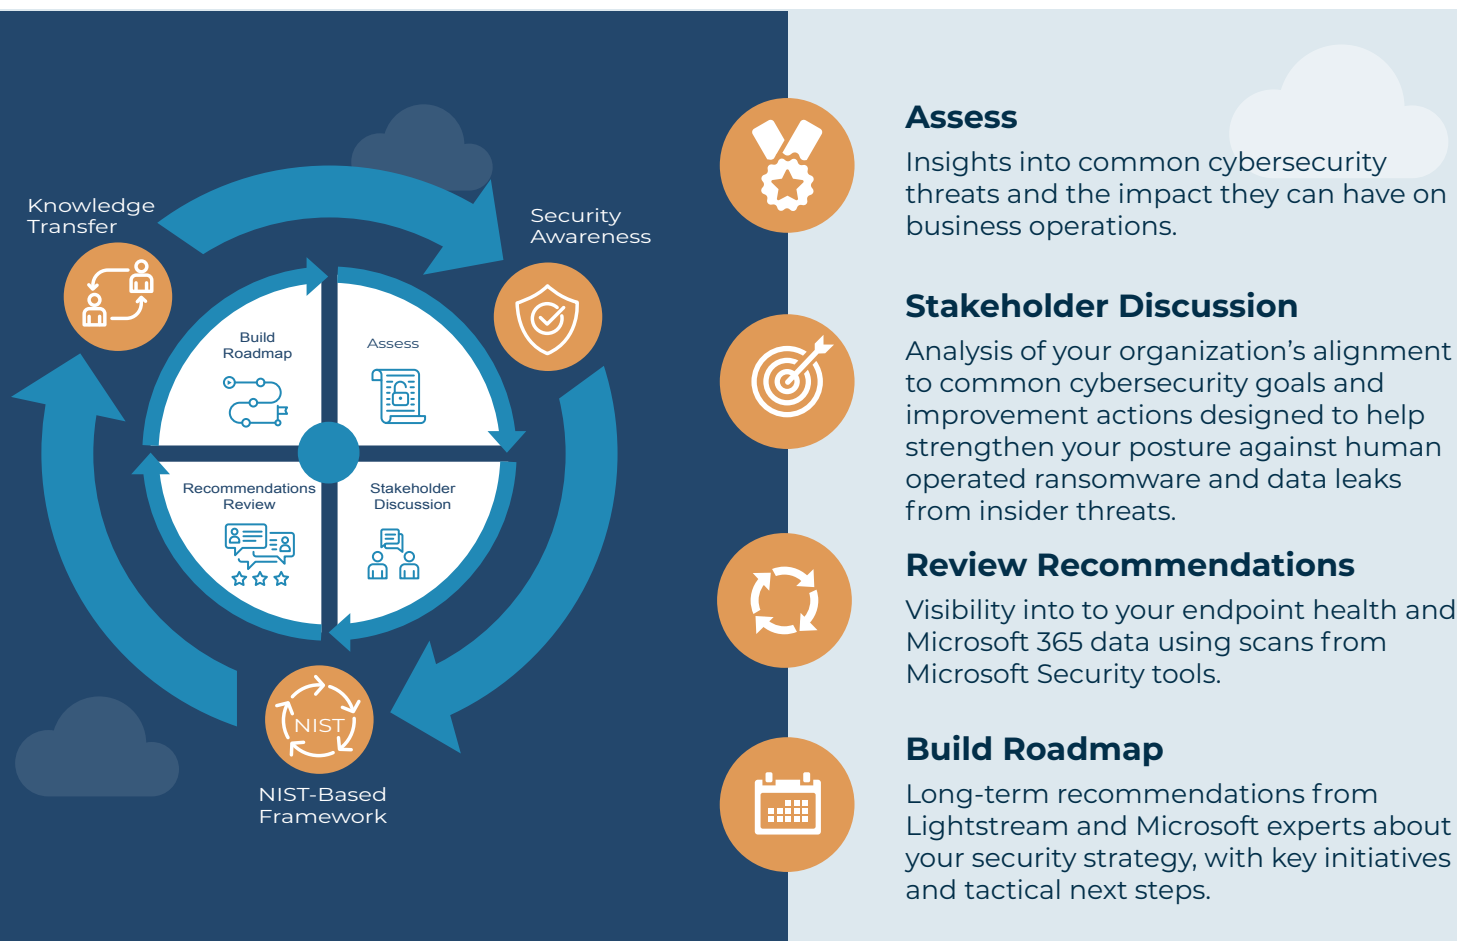 Knowledge
Transfer
Security
Awareness
Build
Roadmap
Assess
Recommendations
Review
Stakeholder
Discussion
NIST
NIST-Based
Framework
Assess
Insights into common cybersecurity
threats and the impact they can have on
business operations.
Stakeholder Discussion
Analysis of your organization’s alignment
to common cybersecurity goals and
improvement actions designed to help
strengthen your posture against human
operated ransomware and data leaks
from insider threats.
Review Recommendations
Visibility into to your endpoint health and
Microsoft 365 data using scans from
Microsoft Security tools.
Build Roadmap
Long-term recommendations from
Lightstream and Microsoft experts about
your security strategy, with key initiatives
and tactical next steps.